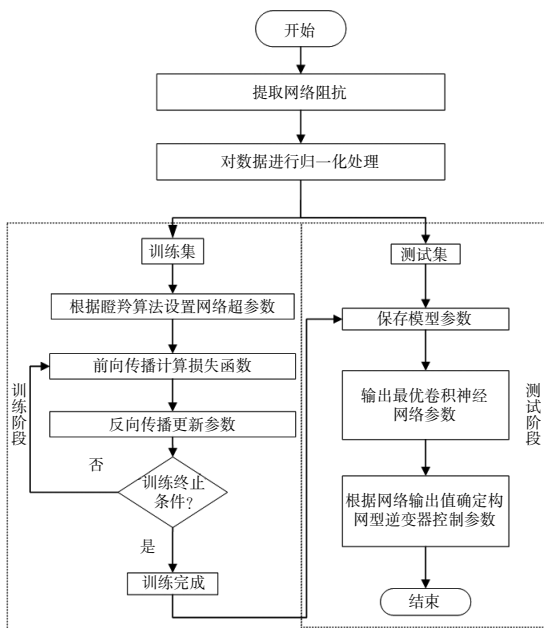 开始
提取网络阻抗
对数据进行归一化处理
训练集
根据瞪羚算法设置网络超参数
前向传播计算损失函数
反向传播更新参数
训练终止
条件?
否
是
训练完成
训练阶段
测试集
保存模型参数
输出最优卷积神经
网络参数
根据网络输出值确定构
网型逆变器控制参数
结束
测试阶段